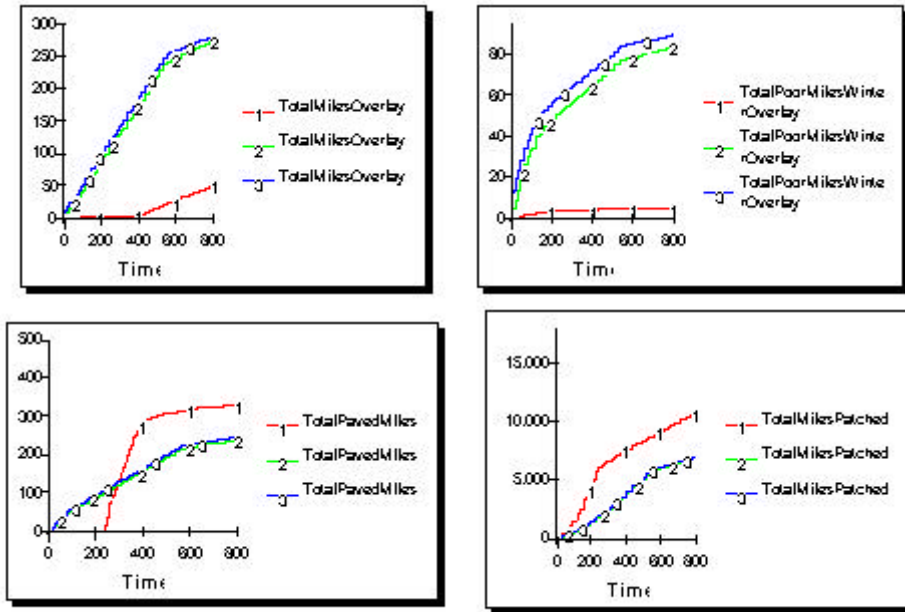 300
250
200
150
100
50
0
0 200 400 600 800
Time
1 TotalMilesOverlay
2 TotalMilesOverlay
3 TotalMilesOverlay
80
60
40
20
0
0 200 400 600 800
Time
1 TotalPoorMilesWinte
rOverlay
2 TotalPoorMilesWinte
rOverlay
3 TotalPoorMilesWinte
rOverlay
500
400
300
200
100
0
0 200 400 600 800
Time
1 TotalPavedMiles
2 TotalPavedMiles
3 TotalPavedMiles
15,000
10,000
5,000
0
0 200 400 600 800
Time
1 TotalMilesPatched
2 TotalMilesPatched
3 TotalMilesPatched